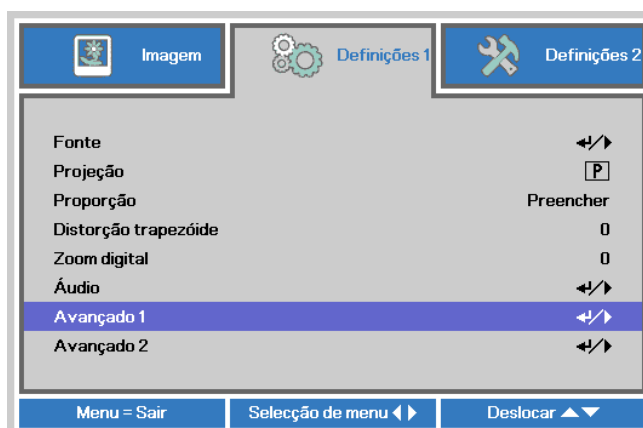 Imagem
Definições 1
Definições 2
Fonte
Projeção P
Proporção Preencher
Distorção trapezóide 0
Zoom digital 0
Áudio
Avançado 1
Avançado 2
Menu = Sair
Selecção de menu
Deslocar